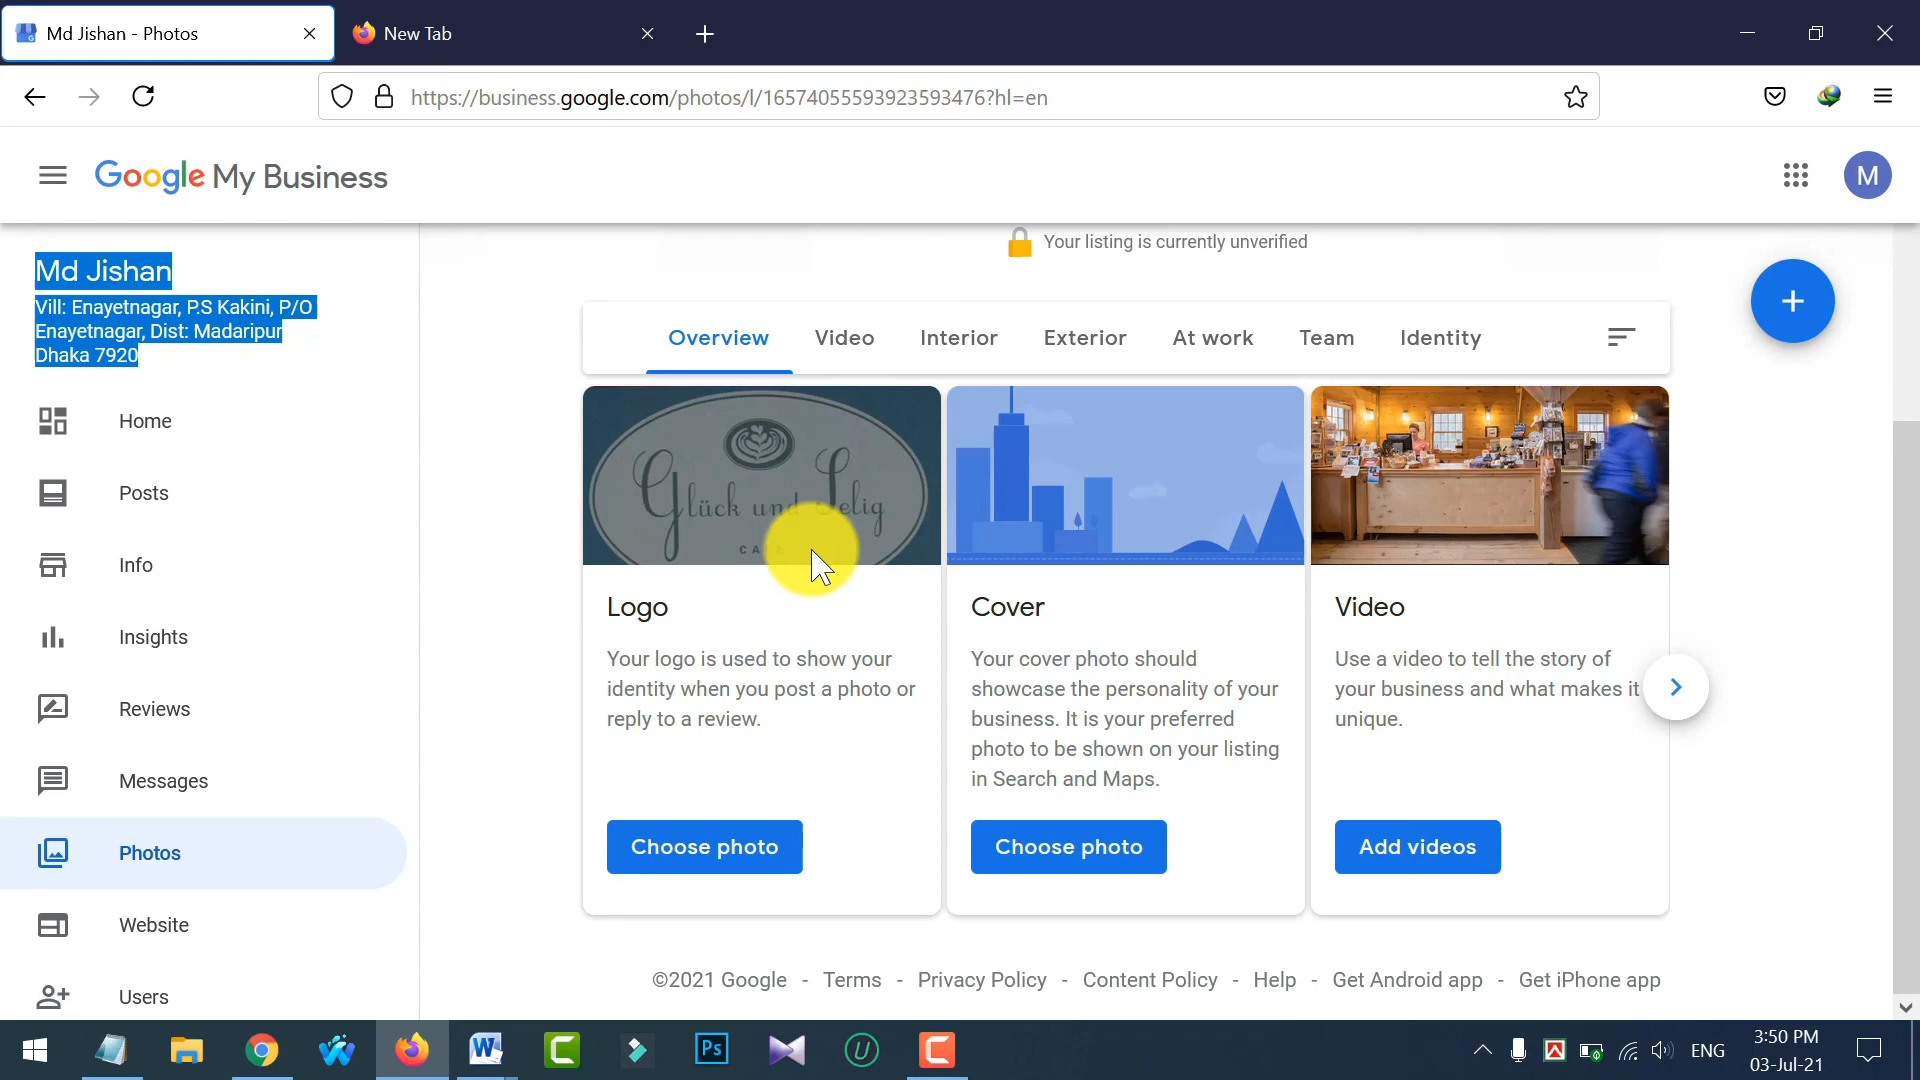 Md Jishan - Photos
New Tab
https://business.google.com/photos/l/16574055593923593476?hl=en
Google My Business
M
Md Jishan
Vill: Enayetnagar, P.S Kakini, P/O
Enayetnagar, Dist: Madaripur
Dhaka 7920
Home
Posts
Info
Insights
Reviews
Messages
Photos
Website
Users
Your listing is currently unverified
Overview Video Interior Exterior At work Team Identity
Glück und Selig
CAFE
Logo
Your logo is used to show your
identity when you post a photo or
reply to a review.
Choose photo
Cover
Your cover photo should
showcase the personality of your
business. It is your preferred
photo to be shown on your listing
in Search and Maps.
Choose photo
Video
Use a video to tell the story of
your business and what makes it
unique.
Add videos
©2021 Google - Terms - Privacy Policy - Content Policy - Help - Get Android app - Get iPhone app
Ps
ENG
3:50 PM
03-Jul-21